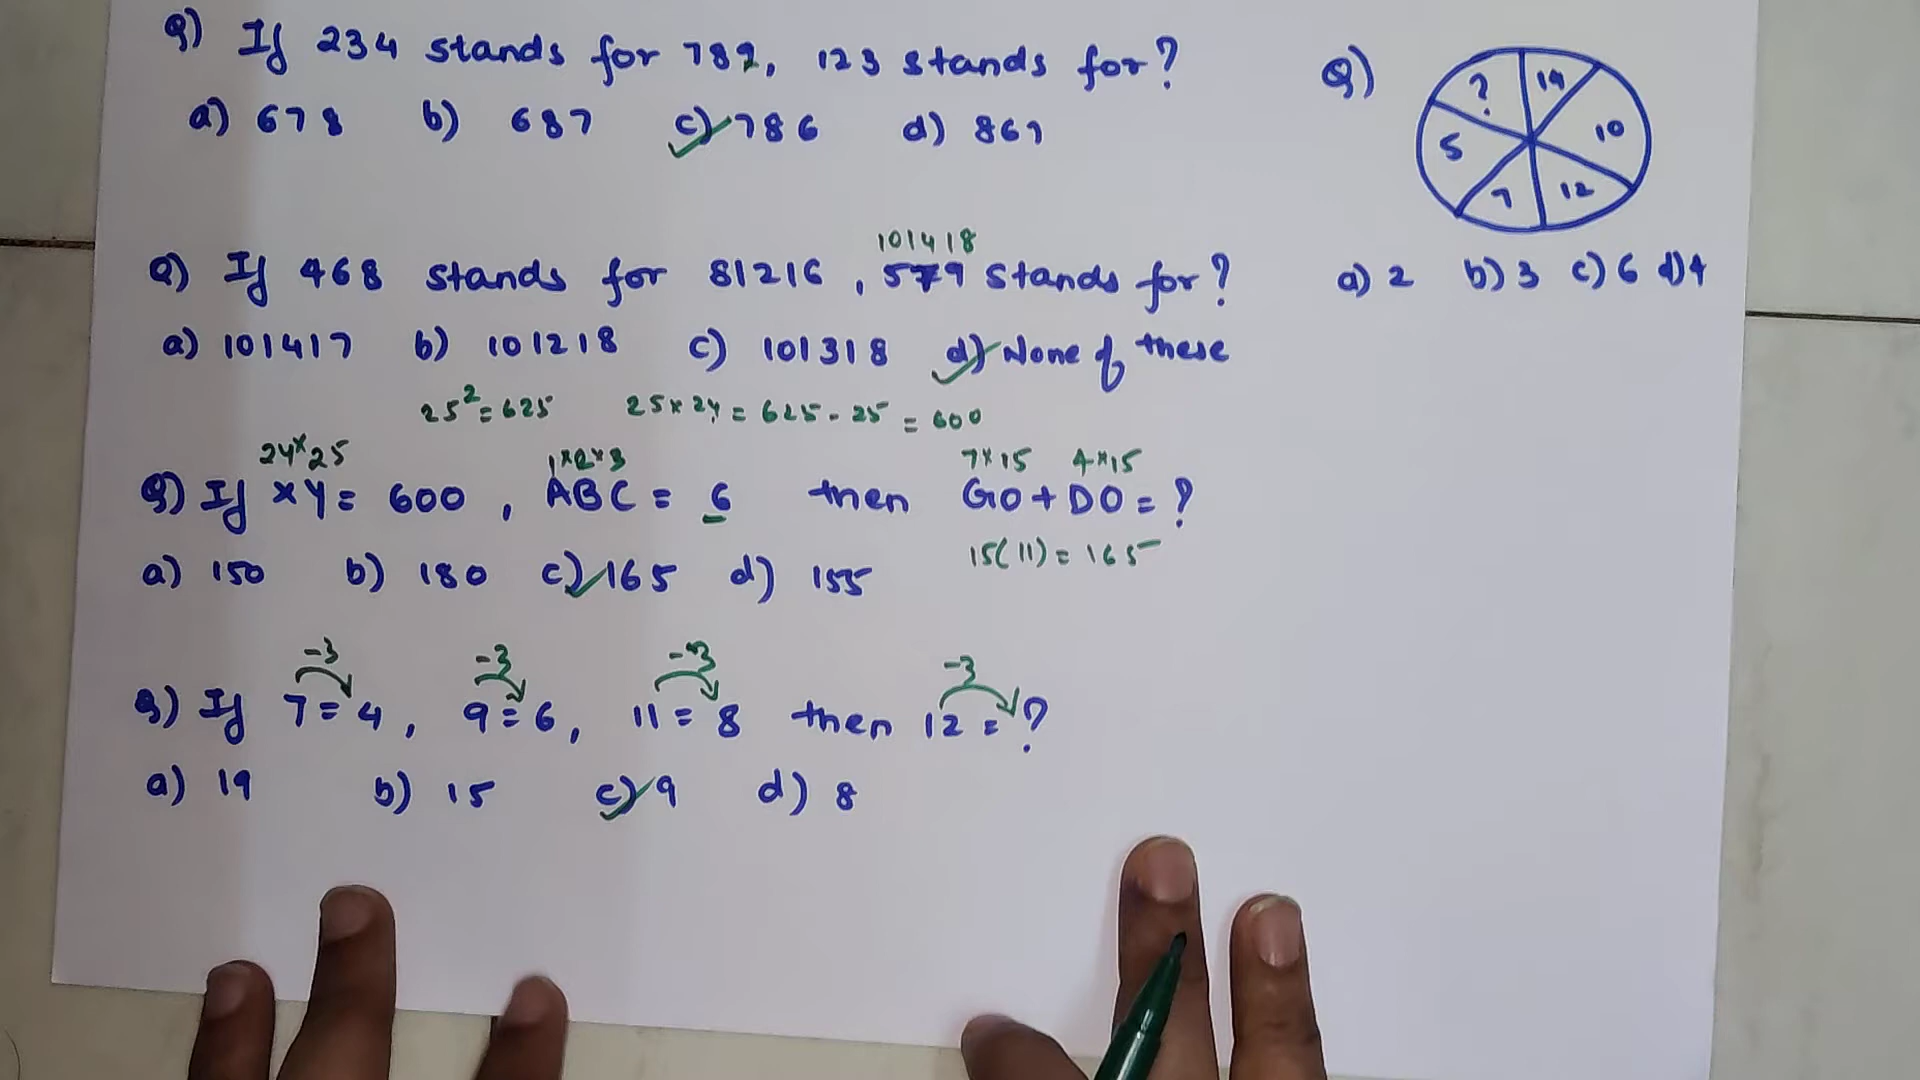 Q) If 234 stands for 789, 123 stands for?
a) 678 b) 687 c) 786 d) 867
101418
Q) If 468 stands for 81216, 579 stands for?
a) 101417 b) 101218 c) 101318 d) None of these
25² = 625 25×24 = 625 - 25 = 600
24×25 1×2×3 7×15 4×15
Q) If XY = 600, ABC = 6 then GO + DO = ?
15(11) = 165
a) 150 b) 180 c) 165 d) 155
-3 -3 -3 -3
Q) If 7 = 4, 9 = 6, 11 = 8 then 12 = ?
a) 19 b) 15 c) 9 d) 8
Q)
? 14
5 10
7 12
a) 2 b) 3 c) 6 d) 4